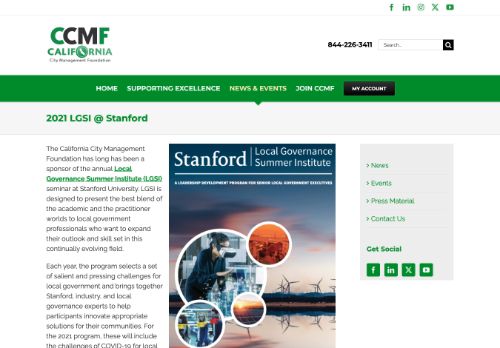 CCMF
CALIFORNIA
City Management Foundation
844-226-3411
Search...
HOME
SUPPORTING EXCELLENCE
NEWS & EVENTS
JOIN CCMF
MY ACCOUNT
2021 LGSI @ Stanford
The California City Management
Foundation has long has been a
sponsor of the annual Local
Governance Summer Institute (LGSI)
seminar at Stanford University. LGSI is
designed to present the best blend of
the academic and the practitioner
worlds to local government
professionals who want to expand
their outlook and skill set in this
continually evolving field.
Each year, the program selects a set
of salient and pressing challenges for
local government and brings together
Stanford, industry, and local
governance experts to help
participants innovate appropriate
solutions for their communities. For
the 2021 program, these will include
the challenges of COVID-19 for local
Stanford
Local Governance
Summer Institute
A LEADERSHIP DEVELOPMENT PROGRAM FOR SENIOR LOCAL GOVERNMENT EXECUTIVES
News
Events
Press Material
Contact Us
Get Social